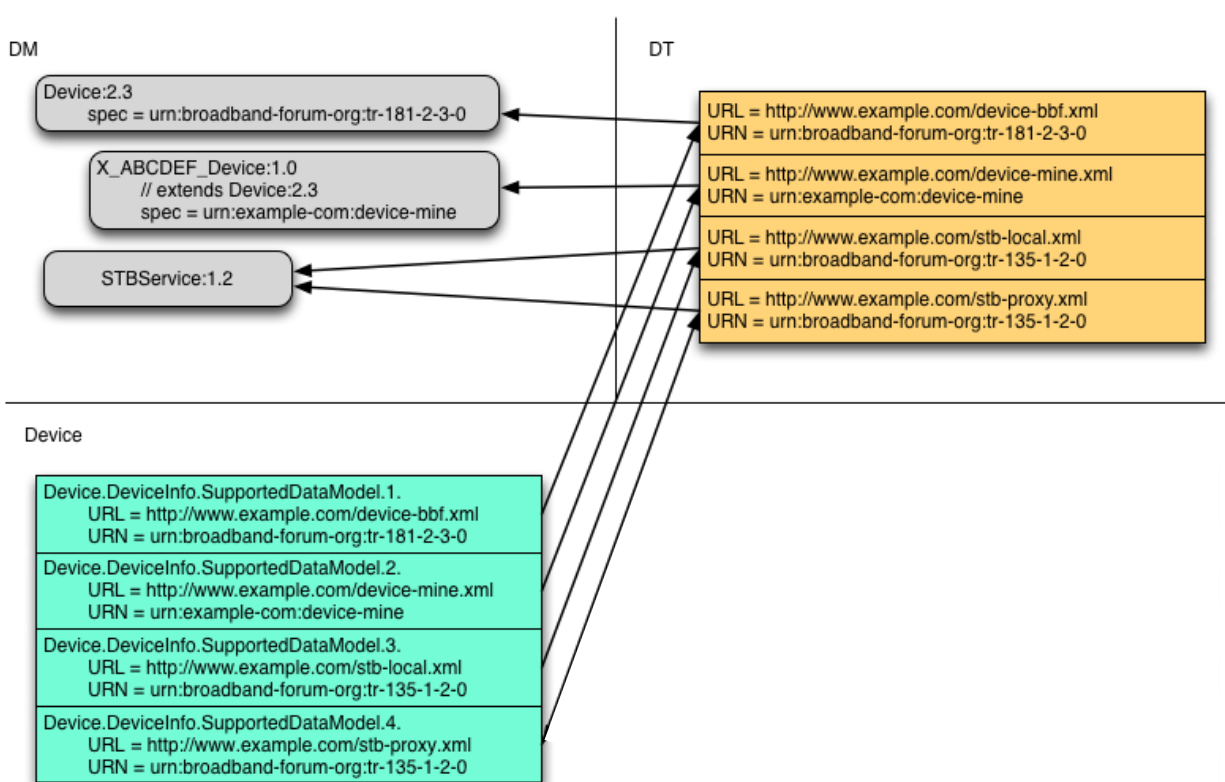 DM
Device:2.3
spec = urn:broadband-forum-org:tr-181-2-3-0
X_ABCDEF_Device:1.0
// extends Device:2.3
spec = urn:example-com:device-mine
STBService:1.2
DT
URL = http://www.example.com/device-bbf.xml
URN = urn:broadband-forum-org:tr-181-2-3-0
URL = http://www.example.com/device-mine.xml
URN = urn:example-com:device-mine
URL = http://www.example.com/stb-local.xml
URN = urn:broadband-forum-org:tr-135-1-2-0
URL = http://www.example.com/stb-proxy.xml
URN = urn:broadband-forum-org:tr-135-1-2-0
Device
Device.DeviceInfo.SupportedDataModel.1.
URL = http://www.example.com/device-bbf.xml
URN = urn:broadband-forum-org:tr-181-2-3-0
Device.DeviceInfo.SupportedDataModel.2.
URL = http://www.example.com/device-mine.xml
URN = urn:example-com:device-mine
Device.DeviceInfo.SupportedDataModel.3.
URL = http://www.example.com/stb-local.xml
URN = urn:broadband-forum-org:tr-135-1-2-0
Device.DeviceInfo.SupportedDataModel.4.
URL = http://www.example.com/stb-proxy.xml
URN = urn:broadband-forum-org:tr-135-1-2-0